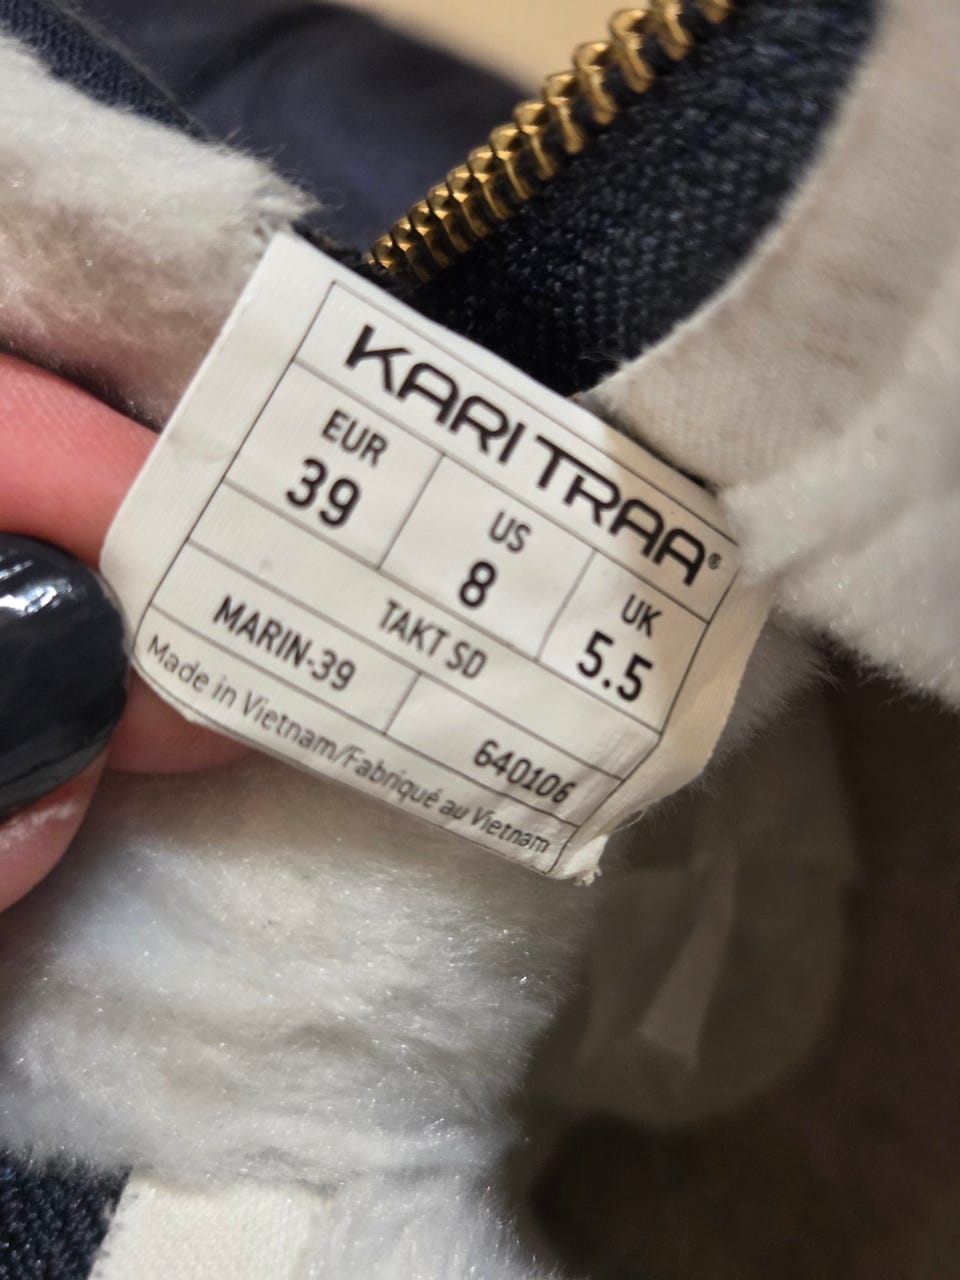 KARI TRAA®
EUR US UK
39 8 5.5
TAKT SD
MARIN-39 640106
Made in Vietnam/Fabriqué au Vietnam